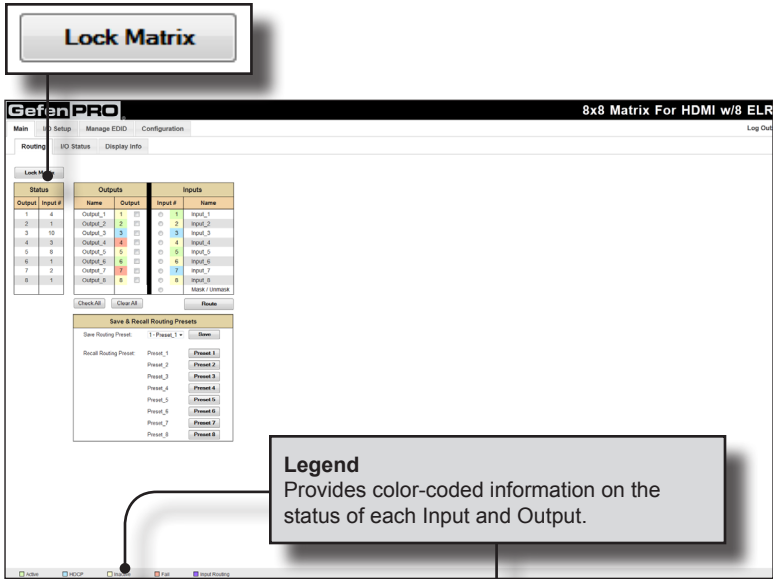 Lock Matrix
Gefen PRO 8x8 Matrix For HDMI w/8 ELR
Main I/O Setup Manage EDID Configuration Log Out
Routing I/O Status Display Info
Lock Matrix
Status Outputs Inputs
Output Input # Name Output Input # Name
1 4 Output_1 1 1 Input_1
2 1 Output_2 2 2 Input_2
3 10 Output_3 3 3 Input_3
4 3 Output_4 4 4 Input_4
5 8 Output_5 5 5 Input_5
6 1 Output_6 6 6 Input_6
7 2 Output_7 7 7 Input_7
8 1 Output_8 8 8 Input_8
Mask / Unmask
Check All Clear All Route
Save & Recall Routing Presets
Save Routing Preset: 1 - Preset_1 Save
Recall Routing Preset: Preset_1 Preset 1
Preset_2 Preset 2
Preset_3 Preset 3
Preset_4 Preset 4
Preset_5 Preset 5
Preset_6 Preset 6
Preset_7 Preset 7
Preset_8 Preset 8
Legend
Provides color-coded information on the
status of each Input and Output.
Active HDCP Inactive Fail Input Routing